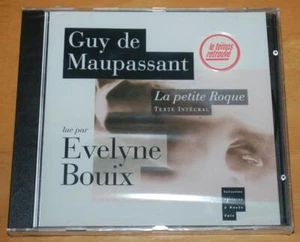 Guy de
Maupassant
le temps
retrouvé
La petite Roque
TEXTE INTÉGRAL
lue par
Evelyne
Bouix